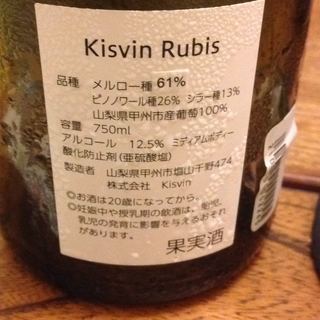 Kisvin Rubis
品種 メルロー種 61%
ピノノワール種26% シラー種13%
山梨県甲州市産葡萄100%
容量 750ml
アルコール 12.5% ミディアムボディー
酸化防止剤(亜硫酸塩)
製造者 山梨県甲州市塩山千野474
株式会社 Kisvin
◎お酒は20歳になってから。
◎妊娠中や授乳期の飲酒は、胎児、
乳児の発育に影響を与えるおそれ
があります。
果実酒